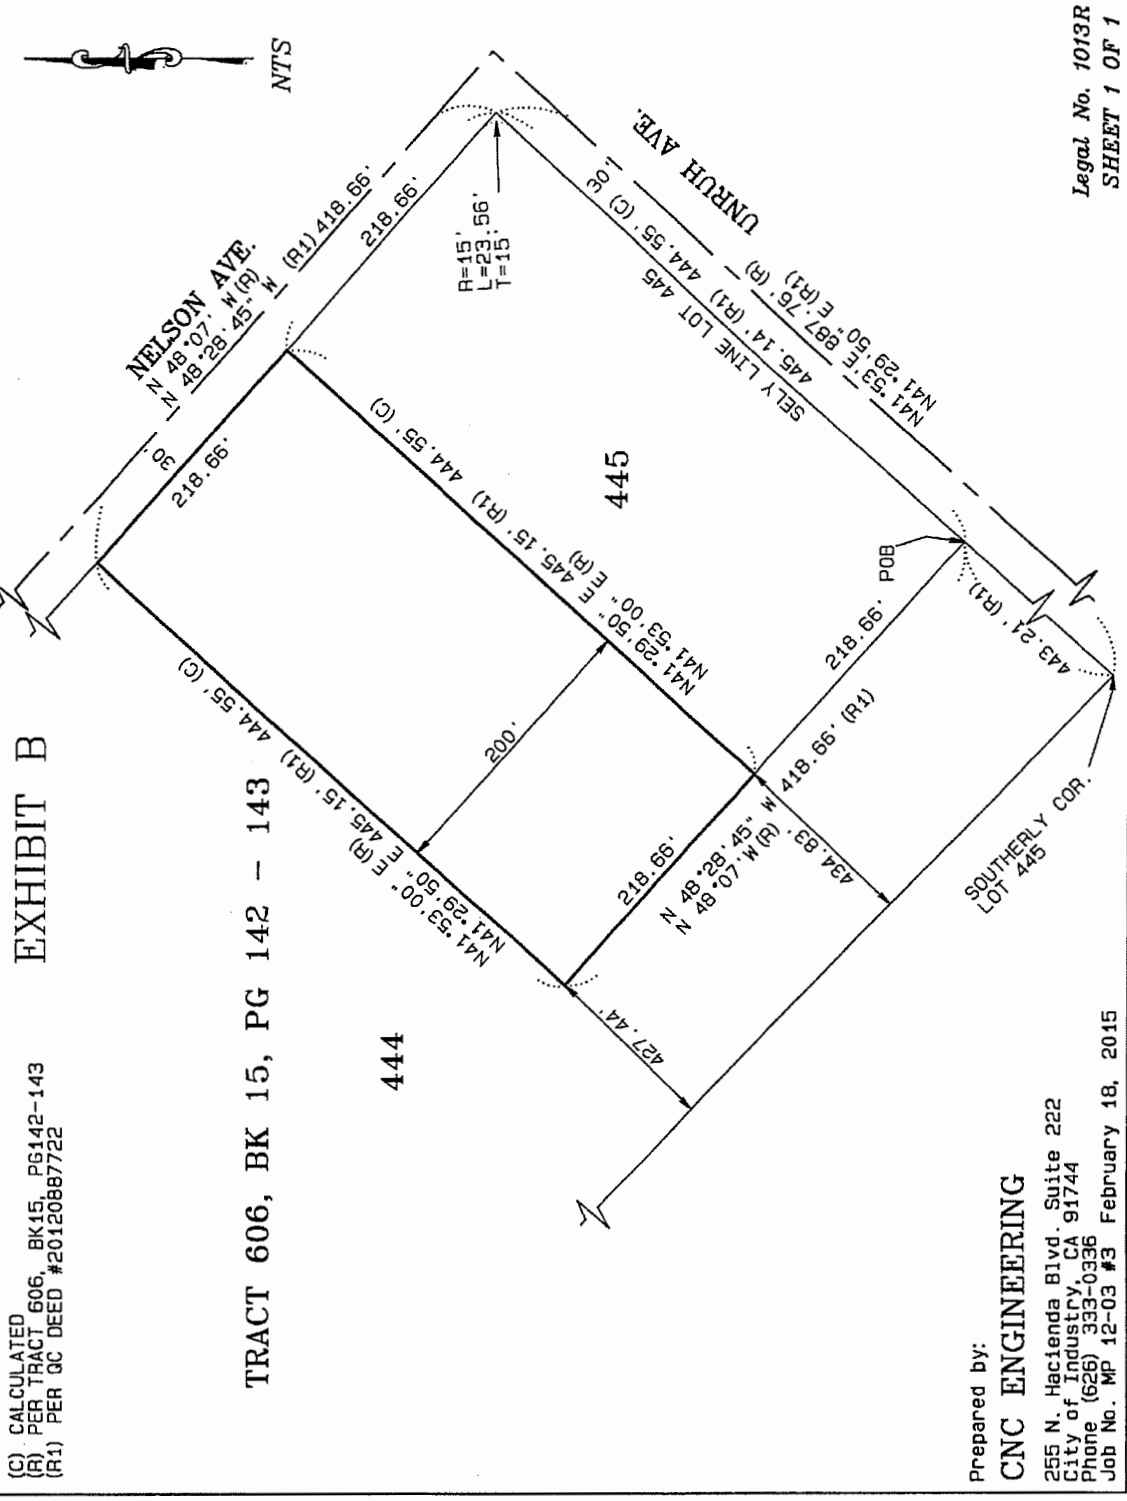 (C) CALCULATED
(R) PER TRACT 606, BK15, PG142-143
(R1) PER QC DEED #20120887722
EXHIBIT B
NTS
TRACT 606, BK 15, PG 142 - 143
NELSON AVE.
N 48°07' W (R)
N 48°28'45" W (R1) 418.66'
30'
218.66'
218.66'
R=15'
L=23.56'
T=15'
UNRUH AVE.
30'
SELY LINE LOT 445
445.14' (R1) 444.55' (C)
N41°53'E 887.76' (R)
N41°29'50" E (R1)
N41°29'50" E 445.15' (R1) 444.55' (C)
N41°53'00" E (R)
N41°53'00" E (R)
N41°29'50" E 445.15' (R1) 444.55' (C)
200'
444
445
POB
218.66'
218.66'
N 48°28'45" W 418.66' (R1)
N 48°07' W (R)
443.21' (R1)
434.83'
427.44'
SOUTHERLY COR.
LOT 445
Prepared by:
CNC ENGINEERING
255 N. Hacienda Blvd. Suite 222
City of Industry, CA 91744
Phone (626) 333-0336
Job No. MP 12-03 #3 February 18, 2015
Legal No. 1013R
SHEET 1 OF 1